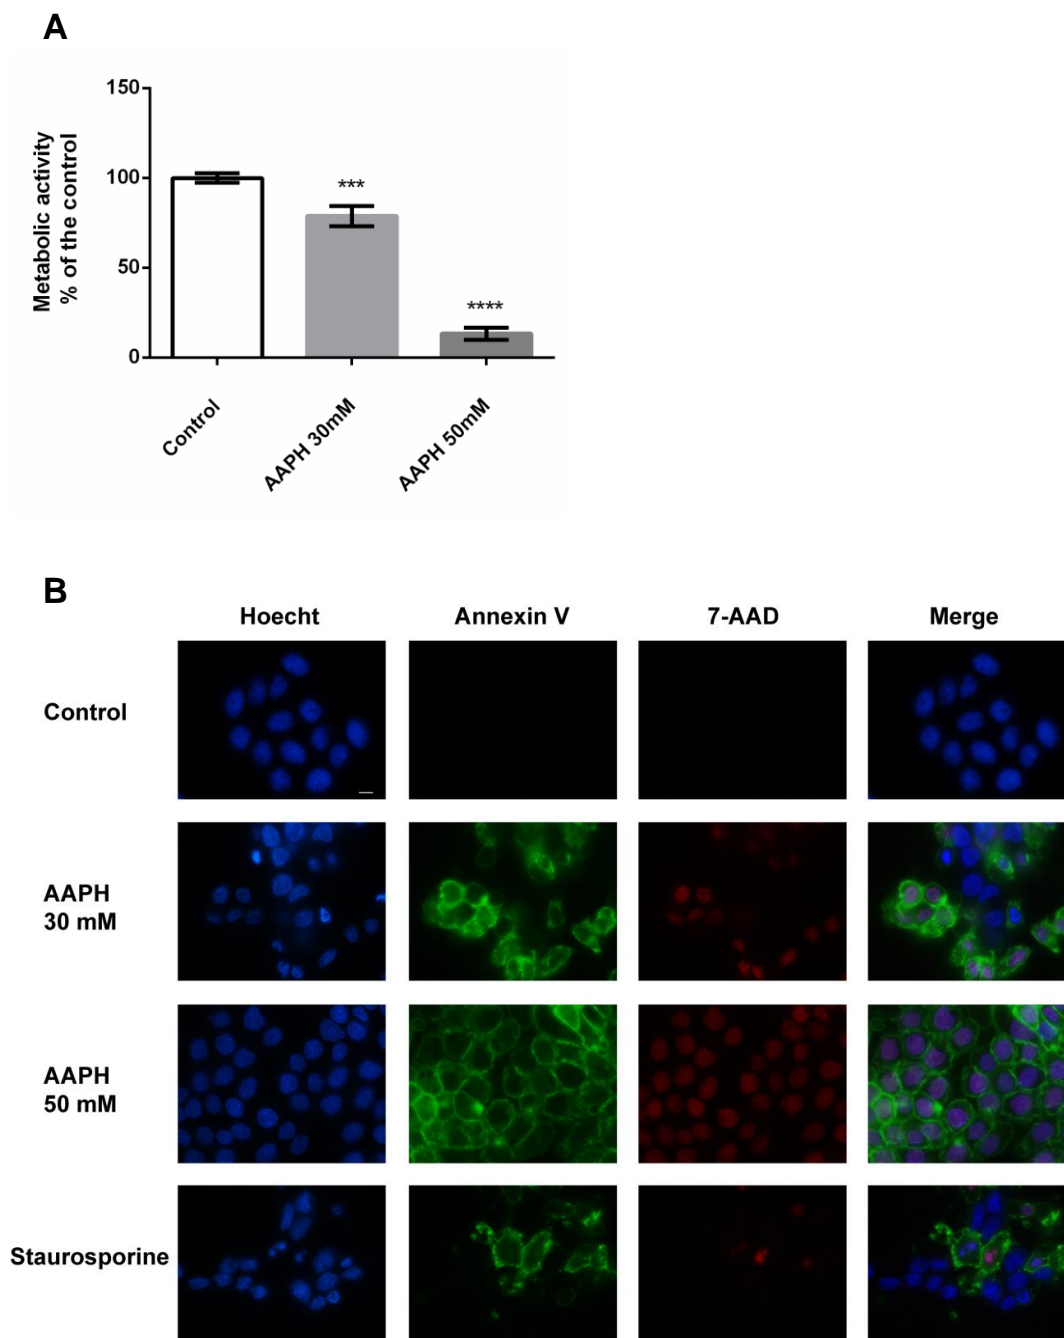 A
150
100
50
0
Metabolic activity
% of the control
***
****
Control
AAPH 30mM
AAPH 50mM
B
Hoecht
Annexin V
7-AAD
Merge
Control
AAPH
30 mM
AAPH
50 mM
Staurosporine